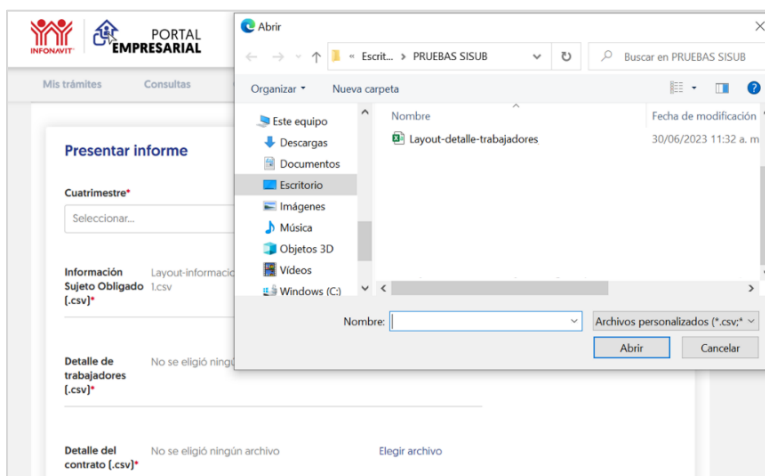 INFONAVIT
PORTAL
EMPRESARIAL
Mis trámites Consultas
Presentar informe
Cuatrimestre*
Seleccionar...
Información Sujeto Obligado [.csv]*
1.csv
Detalle de trabajadores [.csv]*
No se eligió
Detalle del contrato [.csv]*
No se eligió ningún archivo
Elegir archivo
Abrir
« Escrit... > PRUEBAS SISUB
Buscar en PRUEBAS SISUB
Organizar
Nueva carpeta
Este equipo
Descargas
Documentos
Escritorio
Imágenes
Música
Objetos 3D
Vídeos
Windows (C:)
Nombre
Fecha de modificación
Layout-detalle-trabajadores
30/06/2023 11:32 a. m
Nombre:
Archivos personalizados (*.csv;*
Abrir
Cancelar